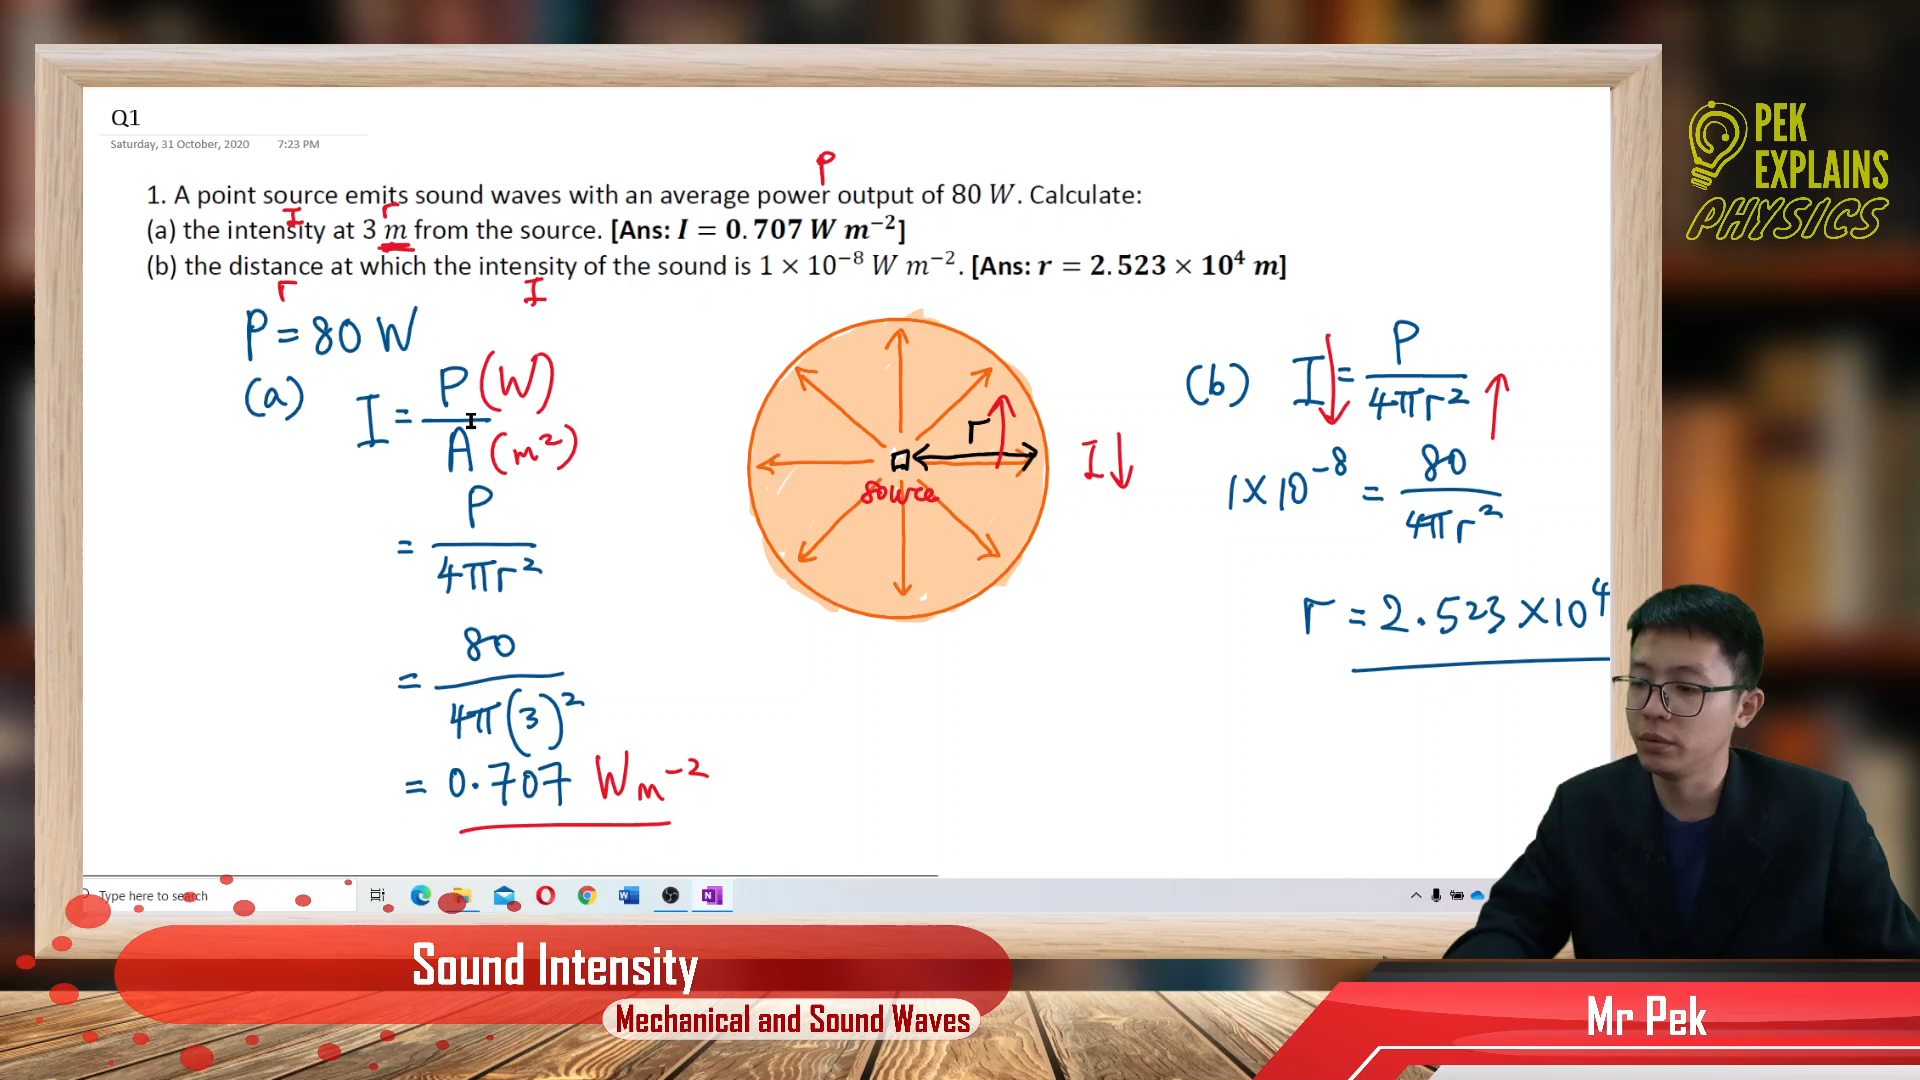 Q1
Saturday, 31 October, 2020 7:23 PM
P
1. A point source emits sound waves with an average power output of 80 W. Calculate:
I r
(a) the intensity at 3 m from the source. [Ans: I = 0.707 W m⁻²]
(b) the distance at which the intensity of the sound is 1 × 10⁻⁸ W m⁻². [Ans: r = 2.523 × 10⁴ m]
r I
P = 80 W
(a) I = P (W) / A (m²)
= P / 4πr²
= 80 / 4π(3)²
= 0.707 Wm⁻²
r
source
I↓
(b) I↓ = P / 4πr² ↑
1 × 10⁻⁸ = 80 / 4πr²
r = 2.523 × 10⁴
PEK
EXPLAINS
PHYSICS
Type here to search
Sound Intensity
Mechanical and Sound Waves
Mr Pek